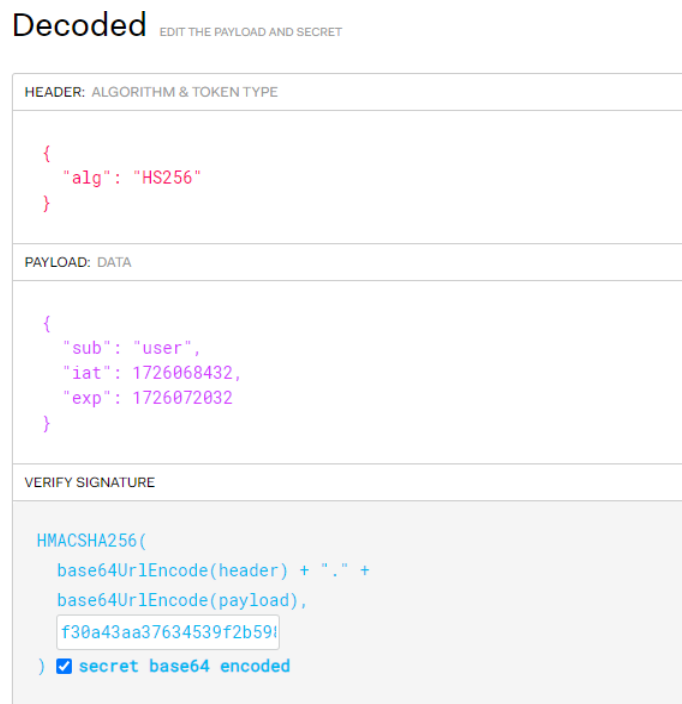 Decoded EDIT THE PAYLOAD AND SECRET
HEADER: ALGORITHM & TOKEN TYPE
{
"alg": "HS256"
}
PAYLOAD: DATA
{
"sub": "user",
"iat": 1726068432,
"exp": 1726072032
}
VERIFY SIGNATURE
HMACSHA256(
base64UrlEncode(header) + "." +
base64UrlEncode(payload),
f30a43aa37634539f2b598
) secret base64 encoded